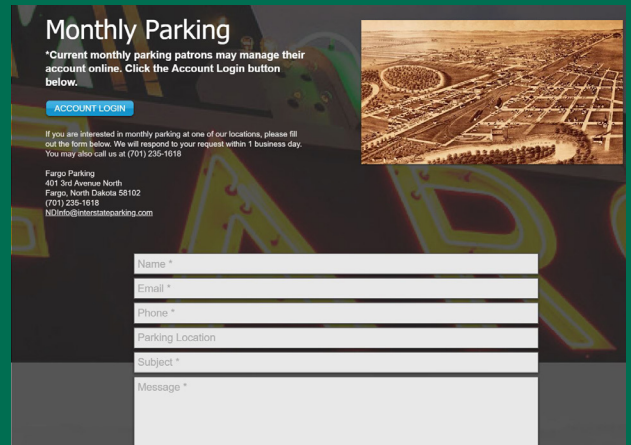 Monthly Parking
*Current monthly parking patrons may manage their
account online. Click the Account Login button
below.
ACCOUNT LOGIN
If you are interested in monthly parking at one of our locations, please fill
out the form below. We will respond to your request within 1 business day.
You may also call us at (701) 235-1618
Fargo Parking
401 3rd Avenue North
Fargo, North Dakota 58102
(701) 235-1618
NDInfo@interstateparking.com
Name *
Email *
Phone *
Parking Location
Subject *
Message *